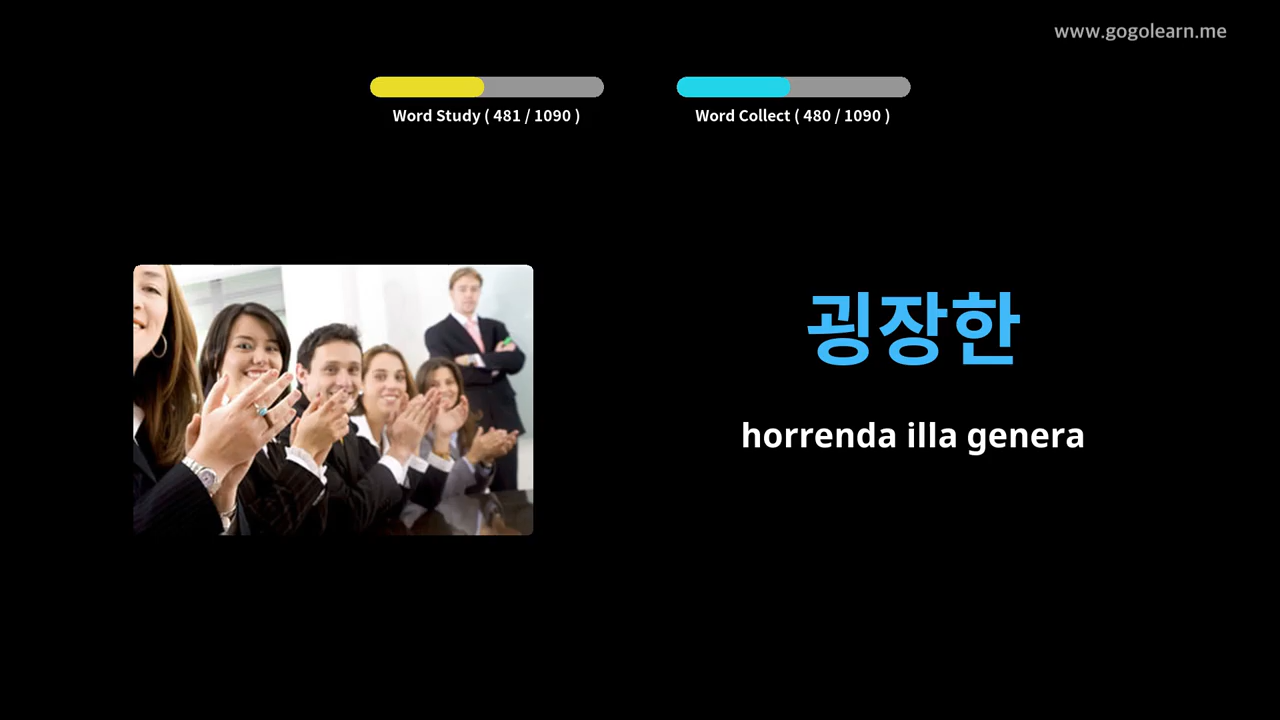 www.gogolearn.me
Word Study ( 481 / 1090 )
Word Collect ( 480 / 1090 )
굉장한
horrenda illa genera